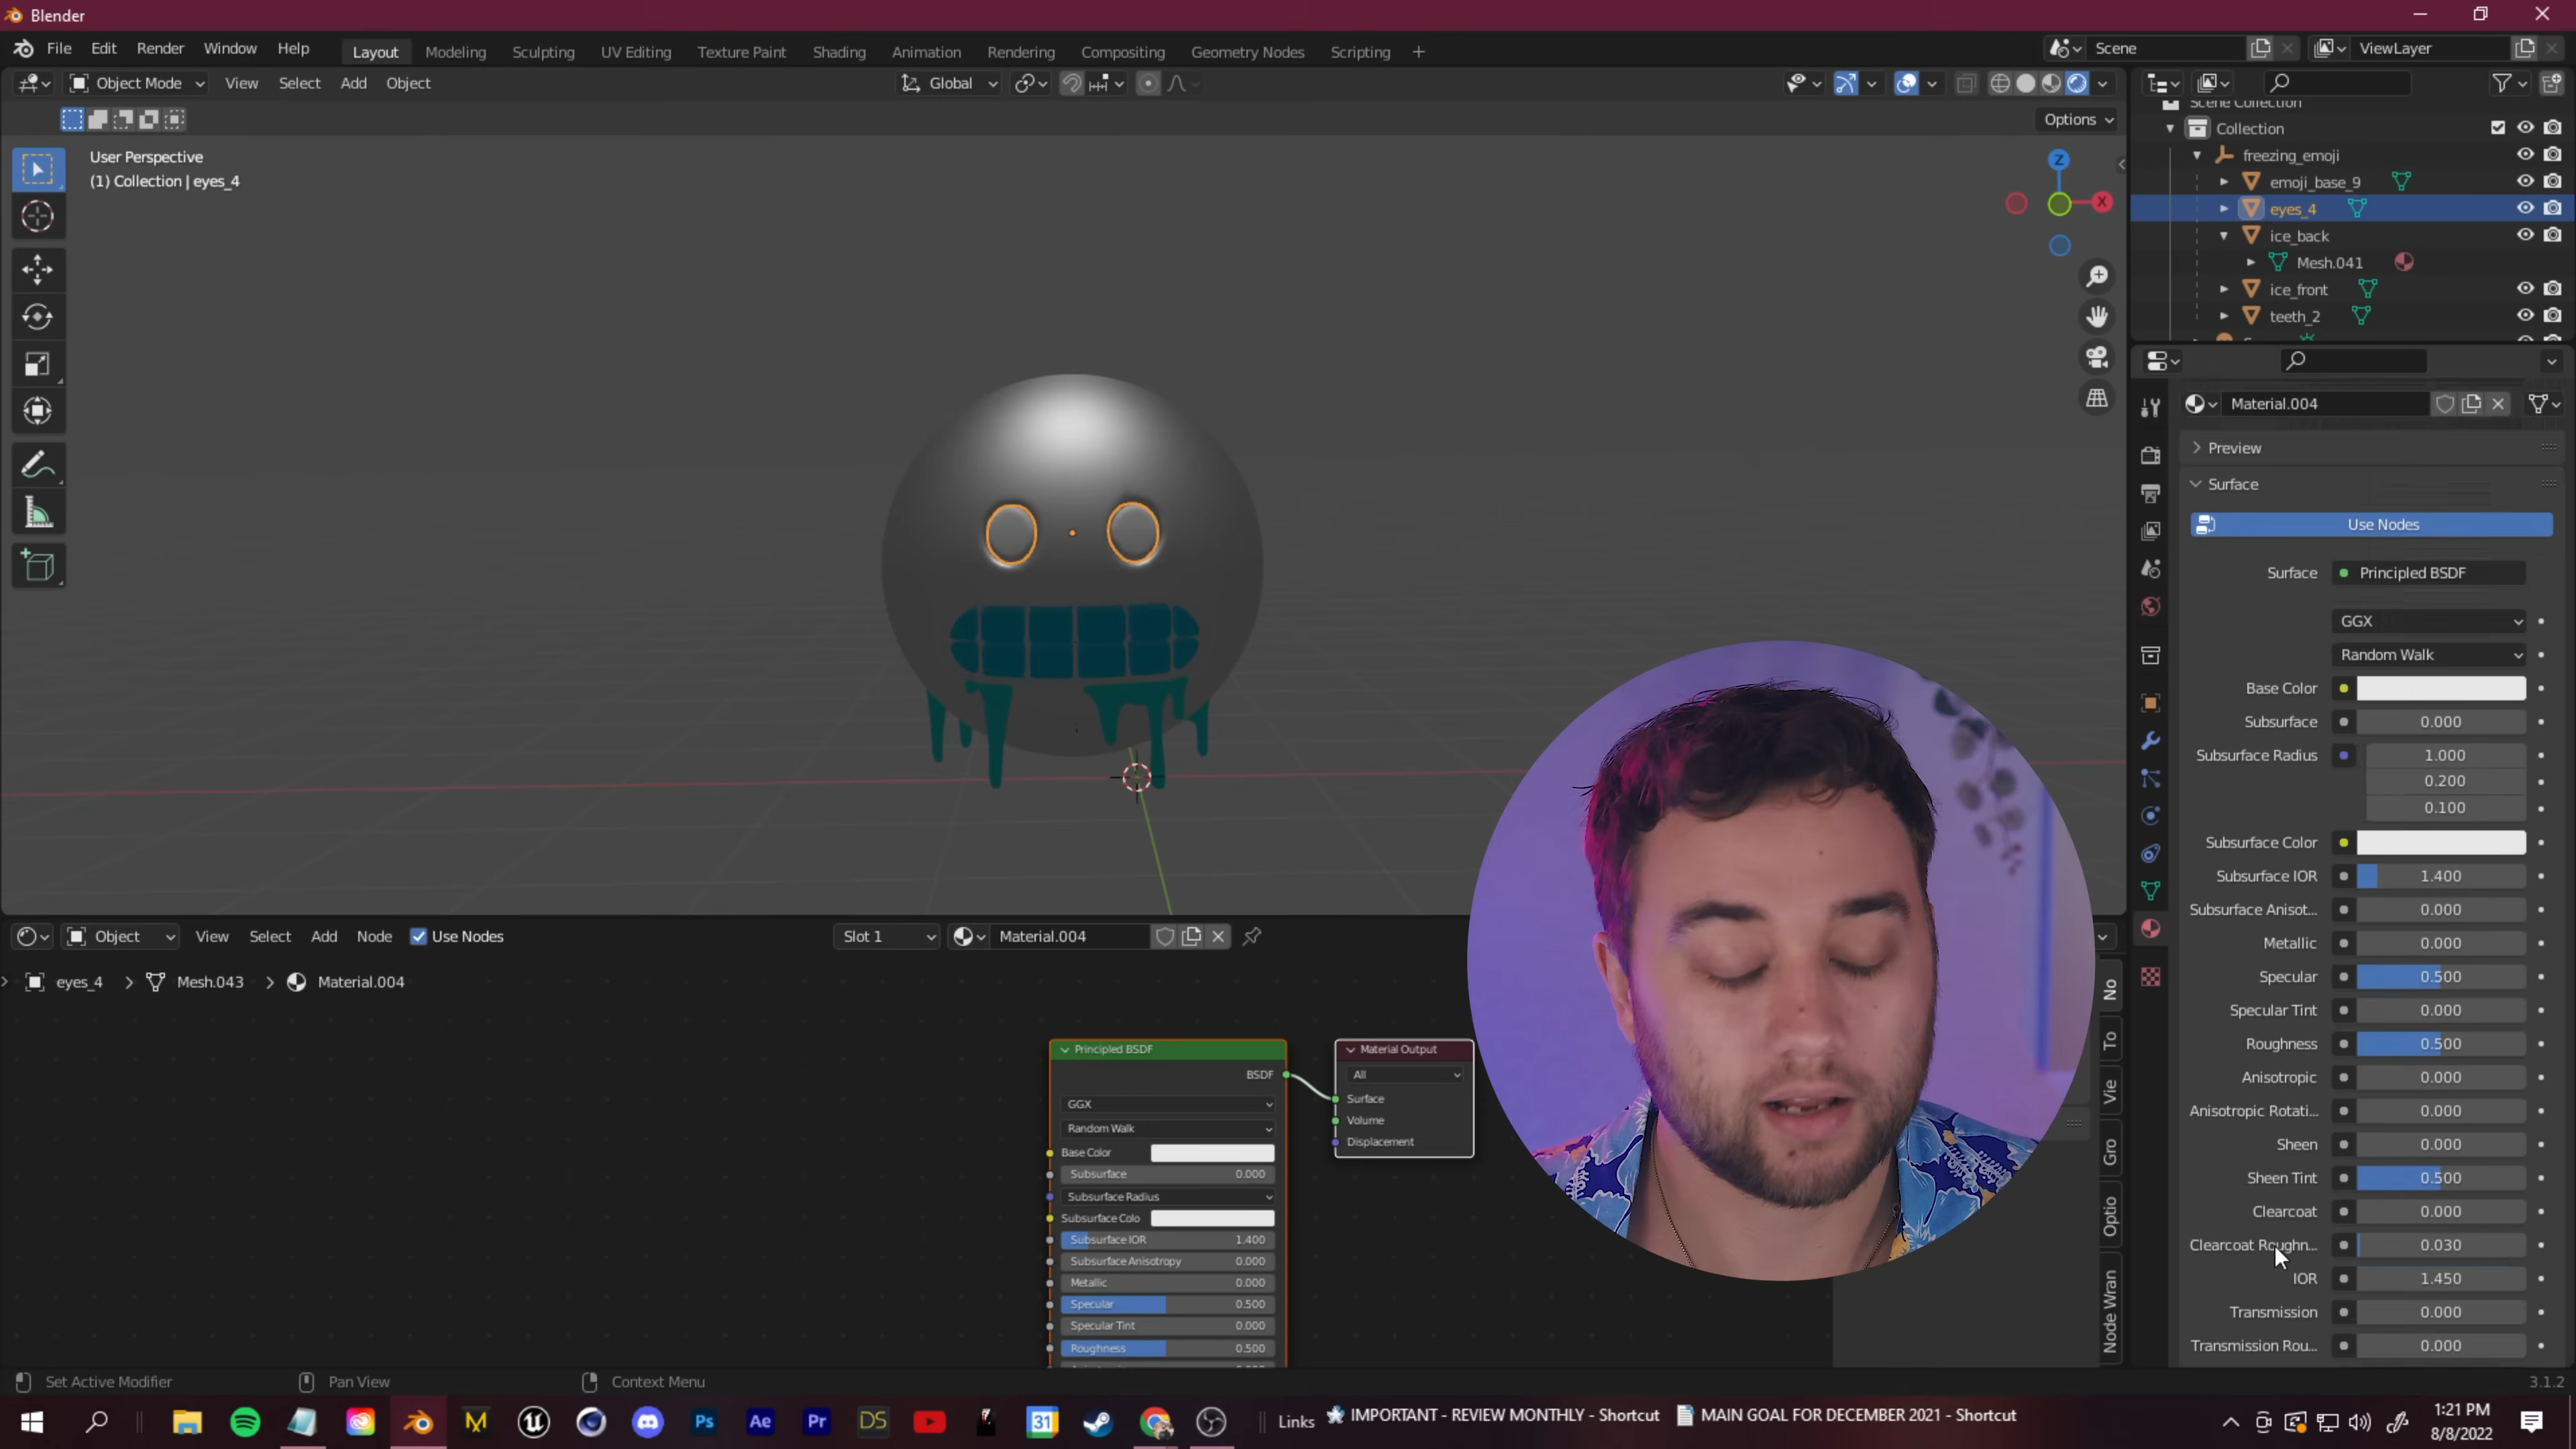 Blender
File Edit Render Window Help Layout Modeling Sculpting UV Editing Texture Paint Shading Animation Rendering Compositing Geometry Nodes Scripting + Scene ViewLayer
Object Mode View Select Add Object Global
Options
User Perspective
(1) Collection | eyes_4
Z
X
Scene Collection
Collection
freezing_emoji
emoji_base_9
eyes_4
ice_back
Mesh.041
ice_front
teeth_2
Material.004
Preview
Surface
Use Nodes
Surface Principled BSDF
GGX
Random Walk
Base Color
Subsurface 0.000
Subsurface Radius 1.000
0.200
0.100
Subsurface Color
Subsurface IOR 1.400
Subsurface Anisot... 0.000
Metallic 0.000
Specular 0.500
Specular Tint 0.000
Roughness 0.500
Anisotropic 0.000
Anisotropic Rotati... 0.000
Sheen 0.000
Sheen Tint 0.500
Clearcoat 0.000
Clearcoat Roughn... 0.030
IOR 1.450
Transmission 0.000
Transmission Rou... 0.000
Object View Select Add Node Use Nodes Slot 1 Material.004
eyes_4 > Mesh.043 > Material.004
Principled BSDF
BSDF
GGX
Random Walk
Base Color
Subsurface 0.000
Subsurface Radius
Subsurface Colo
Subsurface IOR 1.400
Subsurface Anisotropy 0.000
Metallic 0.000
Specular 0.500
Specular Tint 0.000
Roughness 0.500
Material Output
All
Surface
Volume
Displacement
No
To
Vie
Gro
Optio
Node Wran
Set Active Modifier Pan View Context Menu 3.1.2
Ps Ae Pr DS 31 Links IMPORTANT - REVIEW MONTHLY - Shortcut MAIN GOAL FOR DECEMBER 2021 - Shortcut
1:21 PM
8/8/2022